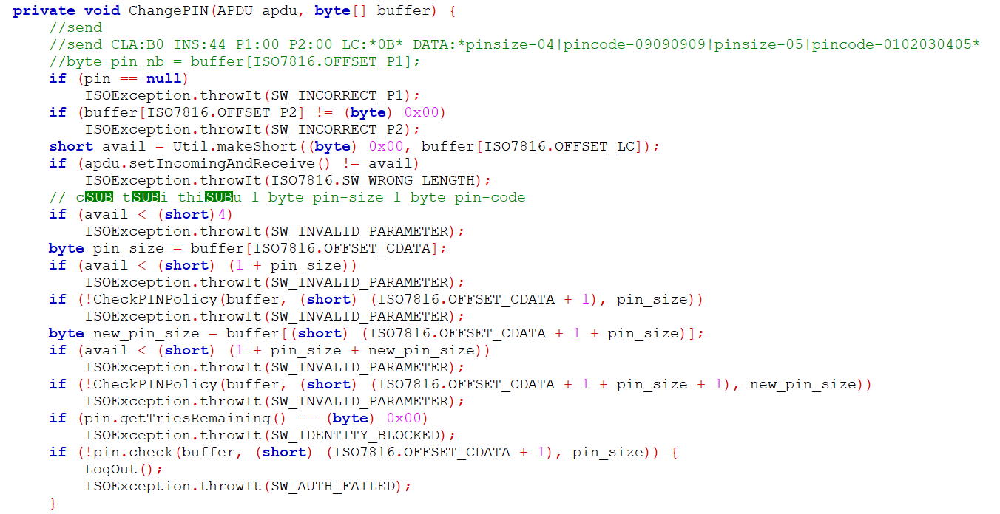 private void ChangePIN(APDU apdu, byte[] buffer) {
//send
//send CLA:B0 INS:44 P1:00 P2:00 LC:*0B* DATA:*pinsize-04|pincode-09090909|pinsize-05|pincode-0102030405*
//byte pin_nb = buffer[ISO7816.OFFSET_P1];
if (pin == null)
ISOException.throwIt(SW_INCORRECT_P1);
if (buffer[ISO7816.OFFSET_P2] != (byte) 0x00)
ISOException.throwIt(SW_INCORRECT_P2);
short avail = Util.makeShort((byte) 0x00, buffer[ISO7816.OFFSET_LC]);
if (apdu.setIncomingAndReceive() != avail)
ISOException.throwIt(ISO7816.SW_WRONG_LENGTH);
// cSUB tSUBi thiSUBu 1 byte pin-size 1 byte pin-code
if (avail < (short)4)
ISOException.throwIt(SW_INVALID_PARAMETER);
byte pin_size = buffer[ISO7816.OFFSET_CDATA];
if (avail < (short) (1 + pin_size))
ISOException.throwIt(SW_INVALID_PARAMETER);
if (!CheckPINPolicy(buffer, (short) (ISO7816.OFFSET_CDATA + 1), pin_size))
ISOException.throwIt(SW_INVALID_PARAMETER);
byte new_pin_size = buffer[(short) (ISO7816.OFFSET_CDATA + 1 + pin_size)];
if (avail < (short) (1 + pin_size + new_pin_size))
ISOException.throwIt(SW_INVALID_PARAMETER);
if (!CheckPINPolicy(buffer, (short) (ISO7816.OFFSET_CDATA + 1 + pin_size + 1), new_pin_size))
ISOException.throwIt(SW_INVALID_PARAMETER);
if (pin.getTriesRemaining() == (byte) 0x00)
ISOException.throwIt(SW_IDENTITY_BLOCKED);
if (!pin.check(buffer, (short) (ISO7816.OFFSET_CDATA + 1), pin_size)) {
LogOut();
ISOException.throwIt(SW_AUTH_FAILED);
}